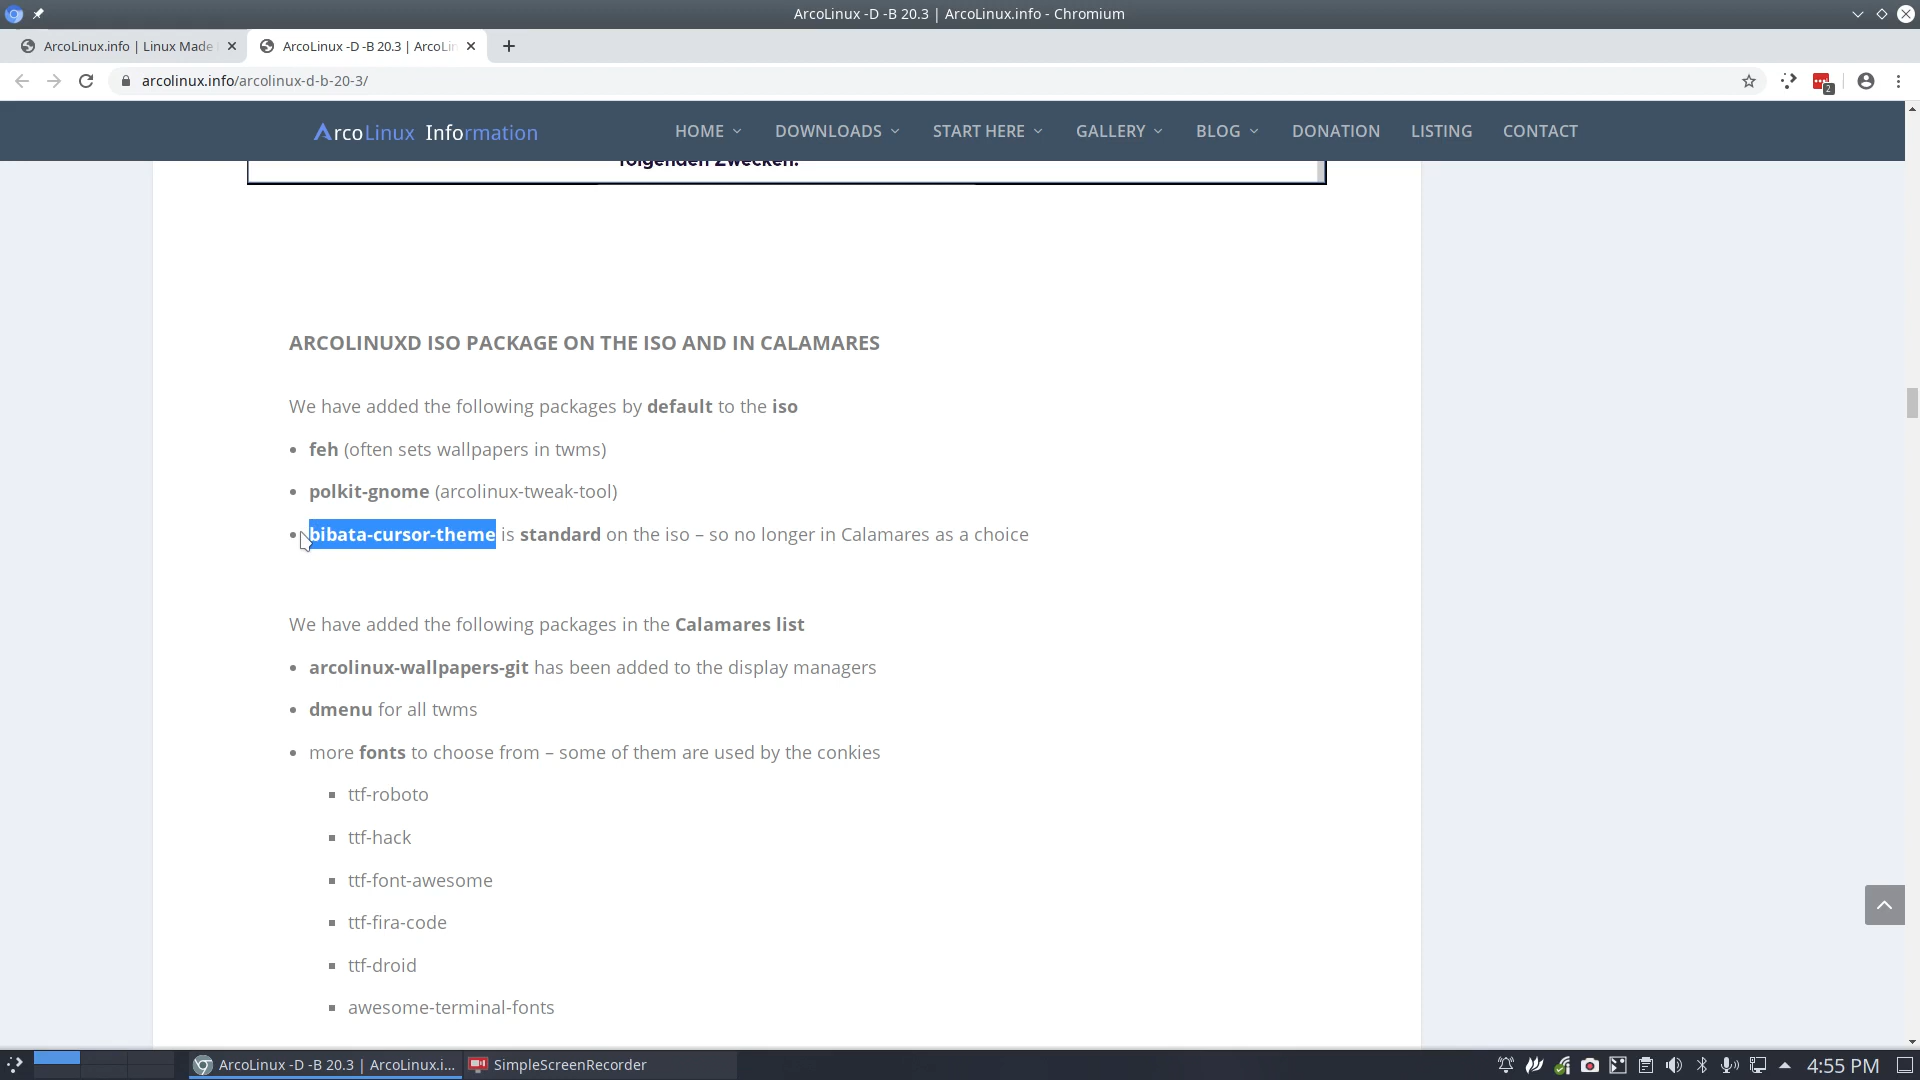 ArcoLinux -D -B 20.3 | ArcoLinux.info - Chromium
ArcoLinux.info | Linux Made
ArcoLinux -D -B 20.3 | ArcoLin
arcolinux.info/arcolinux-d-b-20-3/
2
ArcoLinux Information
HOME
DOWNLOADS
START HERE
GALLERY
BLOG
DONATION
LISTING
CONTACT
folgenden Zwecken:
ARCOLINUXD ISO PACKAGE ON THE ISO AND IN CALAMARES
We have added the following packages by default to the iso
• feh (often sets wallpapers in twms)
• polkit-gnome (arcolinux-tweak-tool)
• bibata-cursor-theme is standard on the iso – so no longer in Calamares as a choice
We have added the following packages in the Calamares list
• arcolinux-wallpapers-git has been added to the display managers
• dmenu for all twms
• more fonts to choose from – some of them are used by the conkies
▪ ttf-roboto
▪ ttf-hack
▪ ttf-font-awesome
▪ ttf-fira-code
▪ ttf-droid
▪ awesome-terminal-fonts
ArcoLinux -D -B 20.3 | ArcoLinux.i...
SimpleScreenRecorder
4:55 PM